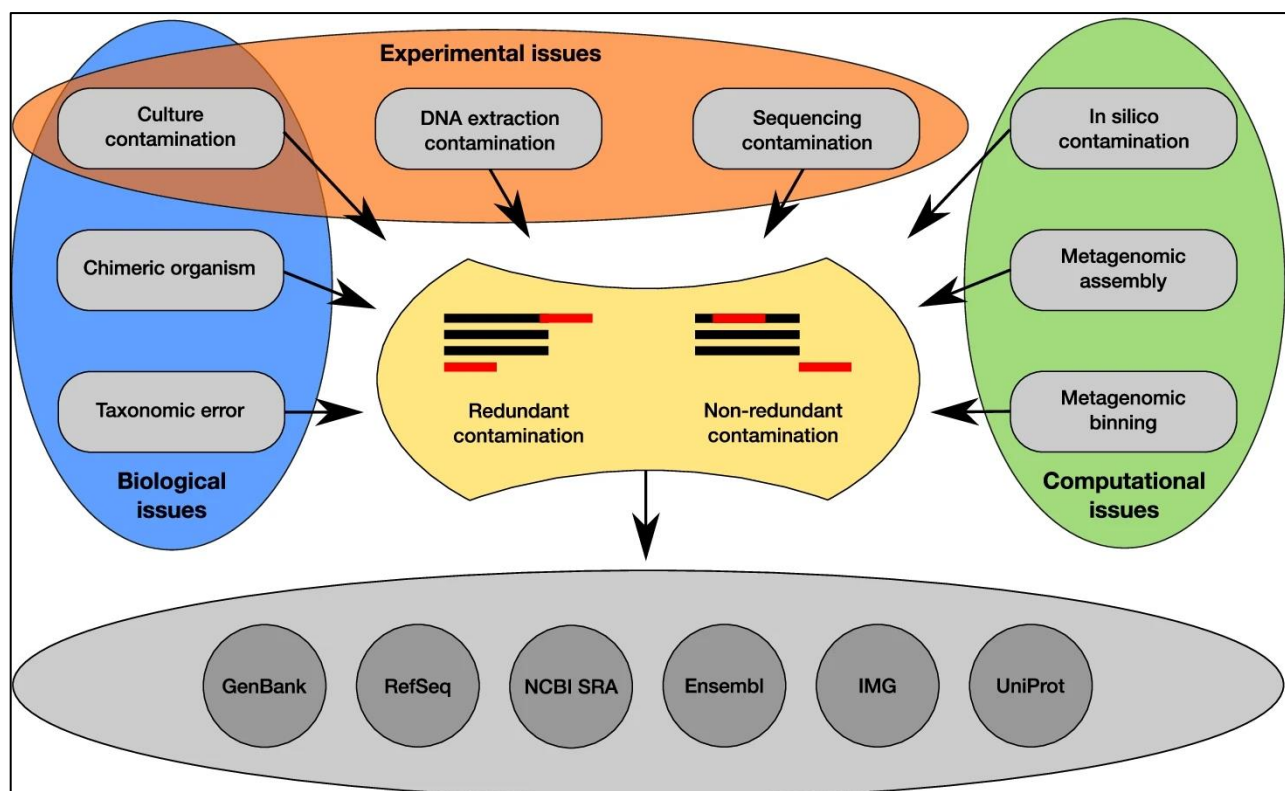 Experimental issues
Culture
contamination
DNA extraction
contamination
Sequencing
contamination
In silico
contamination
Chimeric organism
Metagenomic
assembly
Taxonomic error
Redundant
contamination
Non-redundant
contamination
Metagenomic
binning
Biological
issues
Computational
issues
GenBank
RefSeq
NCBI SRA
Ensembl
IMG
UniProt